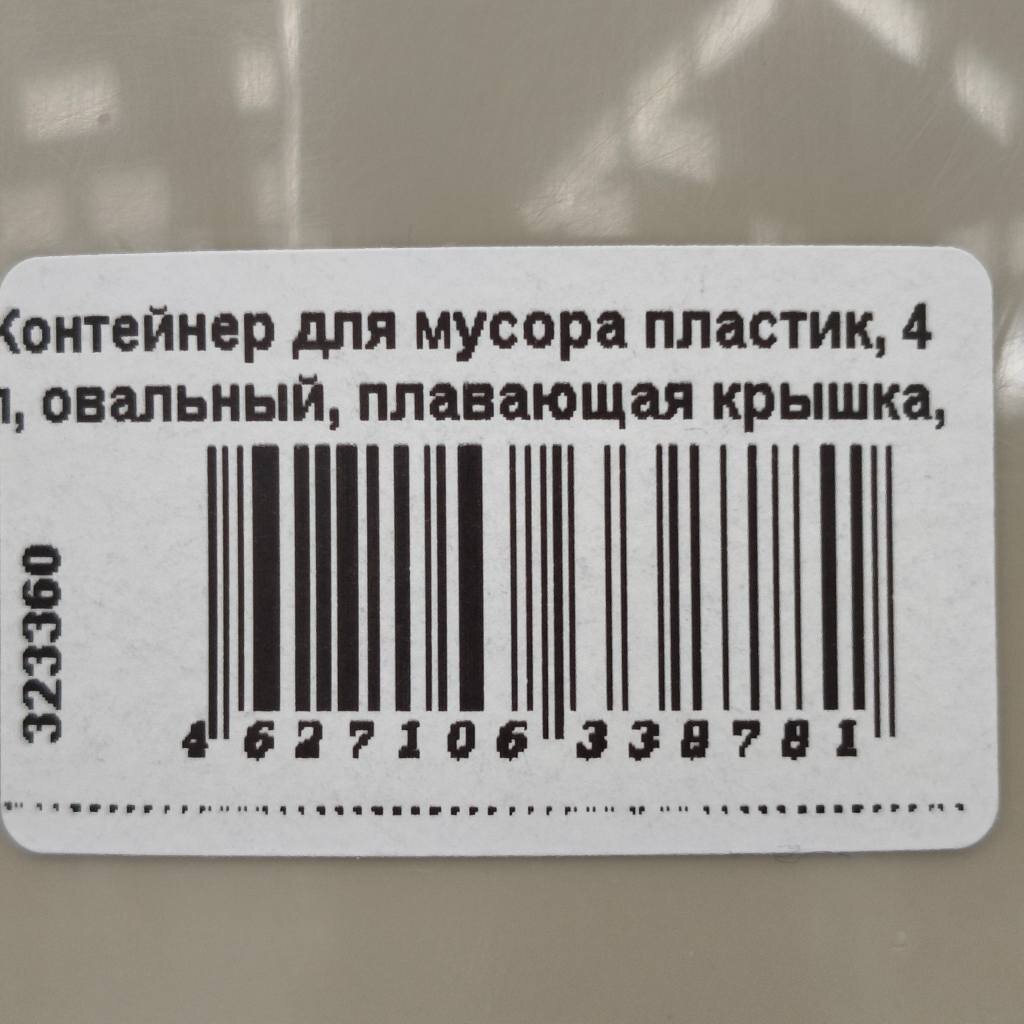 Контейнер для мусора пластик, 4
л, овальный, плавающая крышка,
323360
4 627106 338781